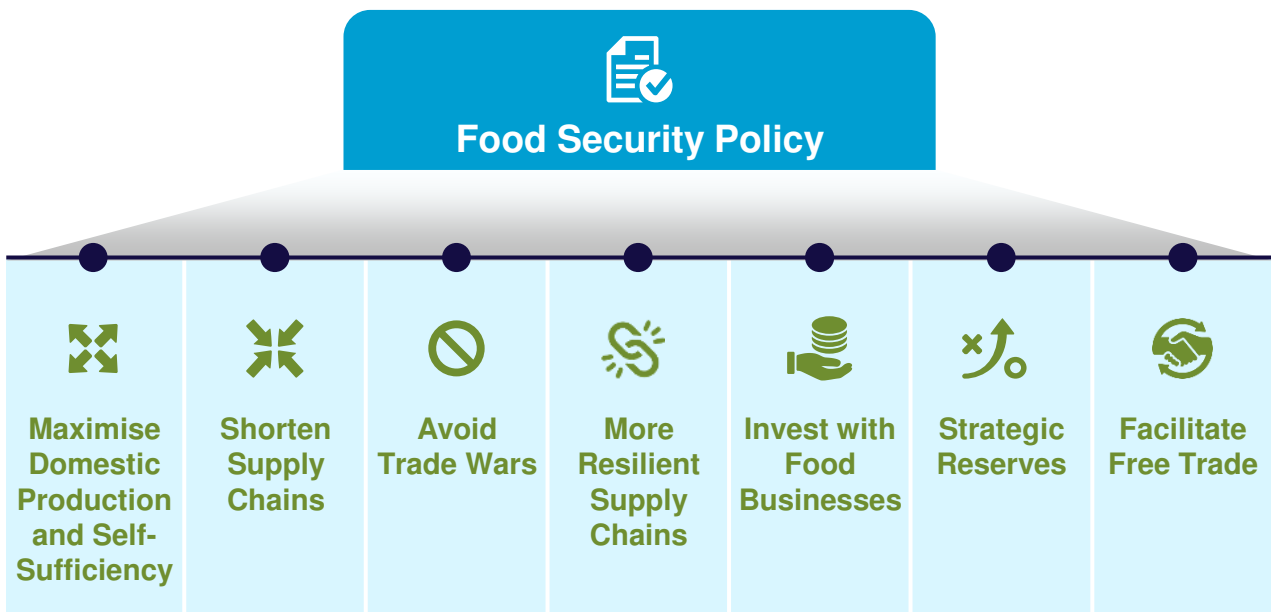 Food Security Policy
Maximise
Domestic
Production
and Self-
Sufficiency
Shorten
Supply
Chains
Avoid
Trade Wars
More
Resilient
Supply
Chains
Invest with
Food
Businesses
Strategic
Reserves
Facilitate
Free Trade